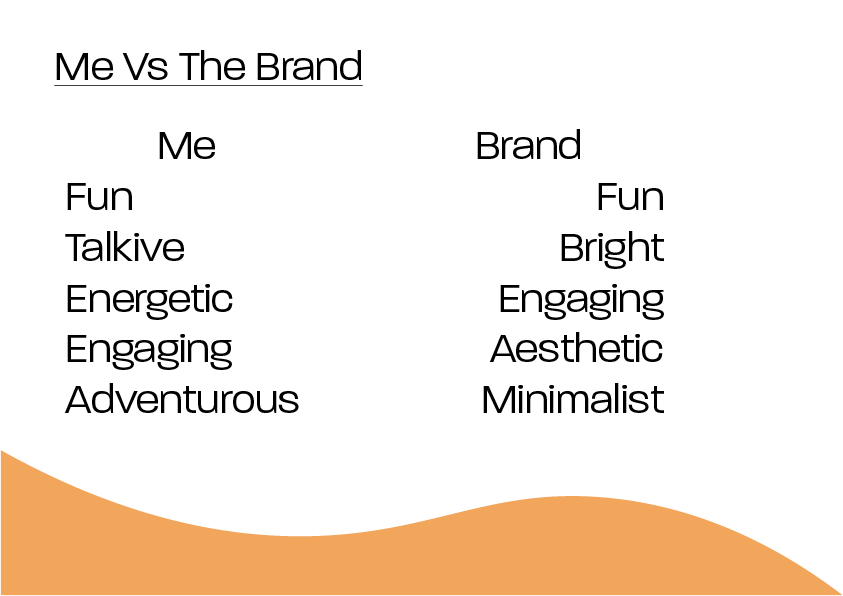 Me Vs The Brand
Me Brand
Fun Fun
Talkive Bright
Energetic Engaging
Engaging Aesthetic
Adventurous Minimalist